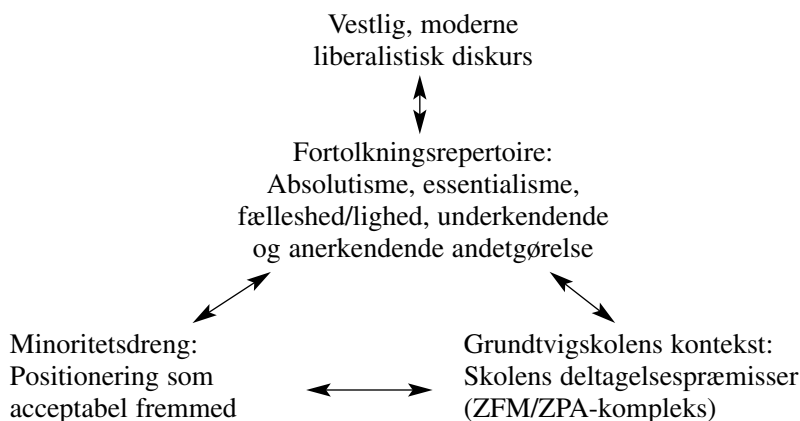 Vestlig, moderne
liberalistisk diskurs
Fortolkningsrepertoire:
Absolutisme, essentialisme,
fælleshed/lighed, underkendende
og anerkendende andetgørelse
Minoritetsdreng:
Positionering som
acceptabel fremmed
Grundtvigskolens kontekst:
Skolens deltagelsespræmisser
(ZFM/ZPA-kompleks)